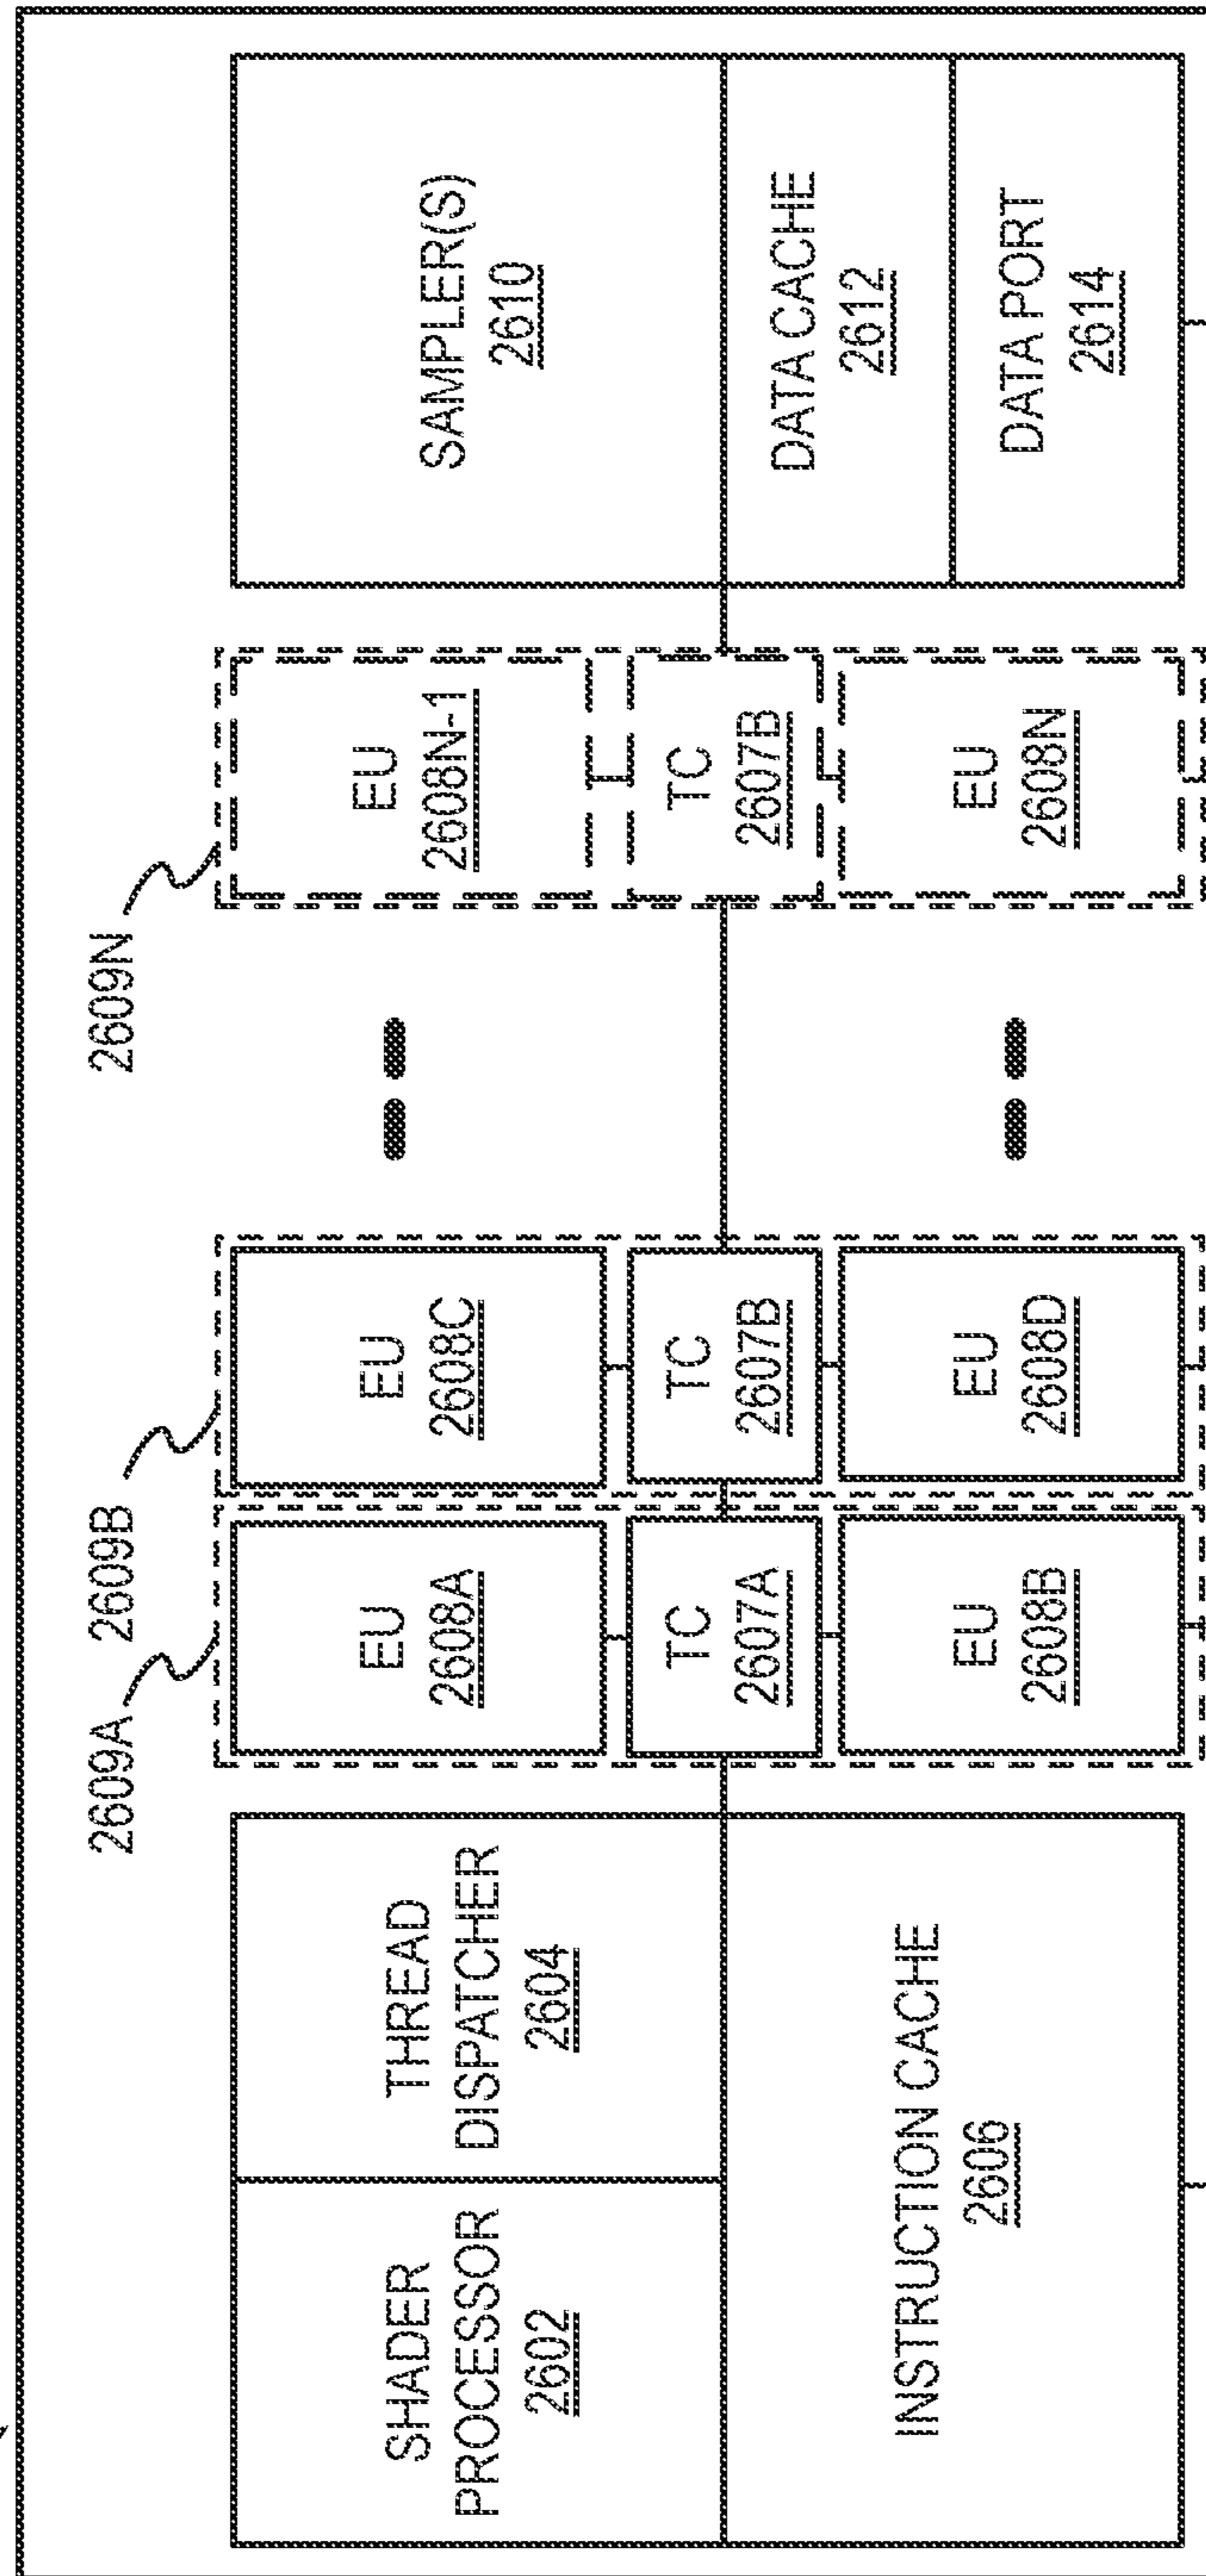 2609A
2609B
2609N
SHADER
PROCESSOR
2602
THREAD
DISPATCHER
2604
INSTRUCTION CACHE
2606
EU
2608A
TC
2607A
EU
2608B
EU
2608C
TC
2607B
EU
2608D
EU
2608N-1
TC
2607B
EU
2608N
SAMPLER(S)
2610
DATA CACHE
2612
DATA PORT
2614